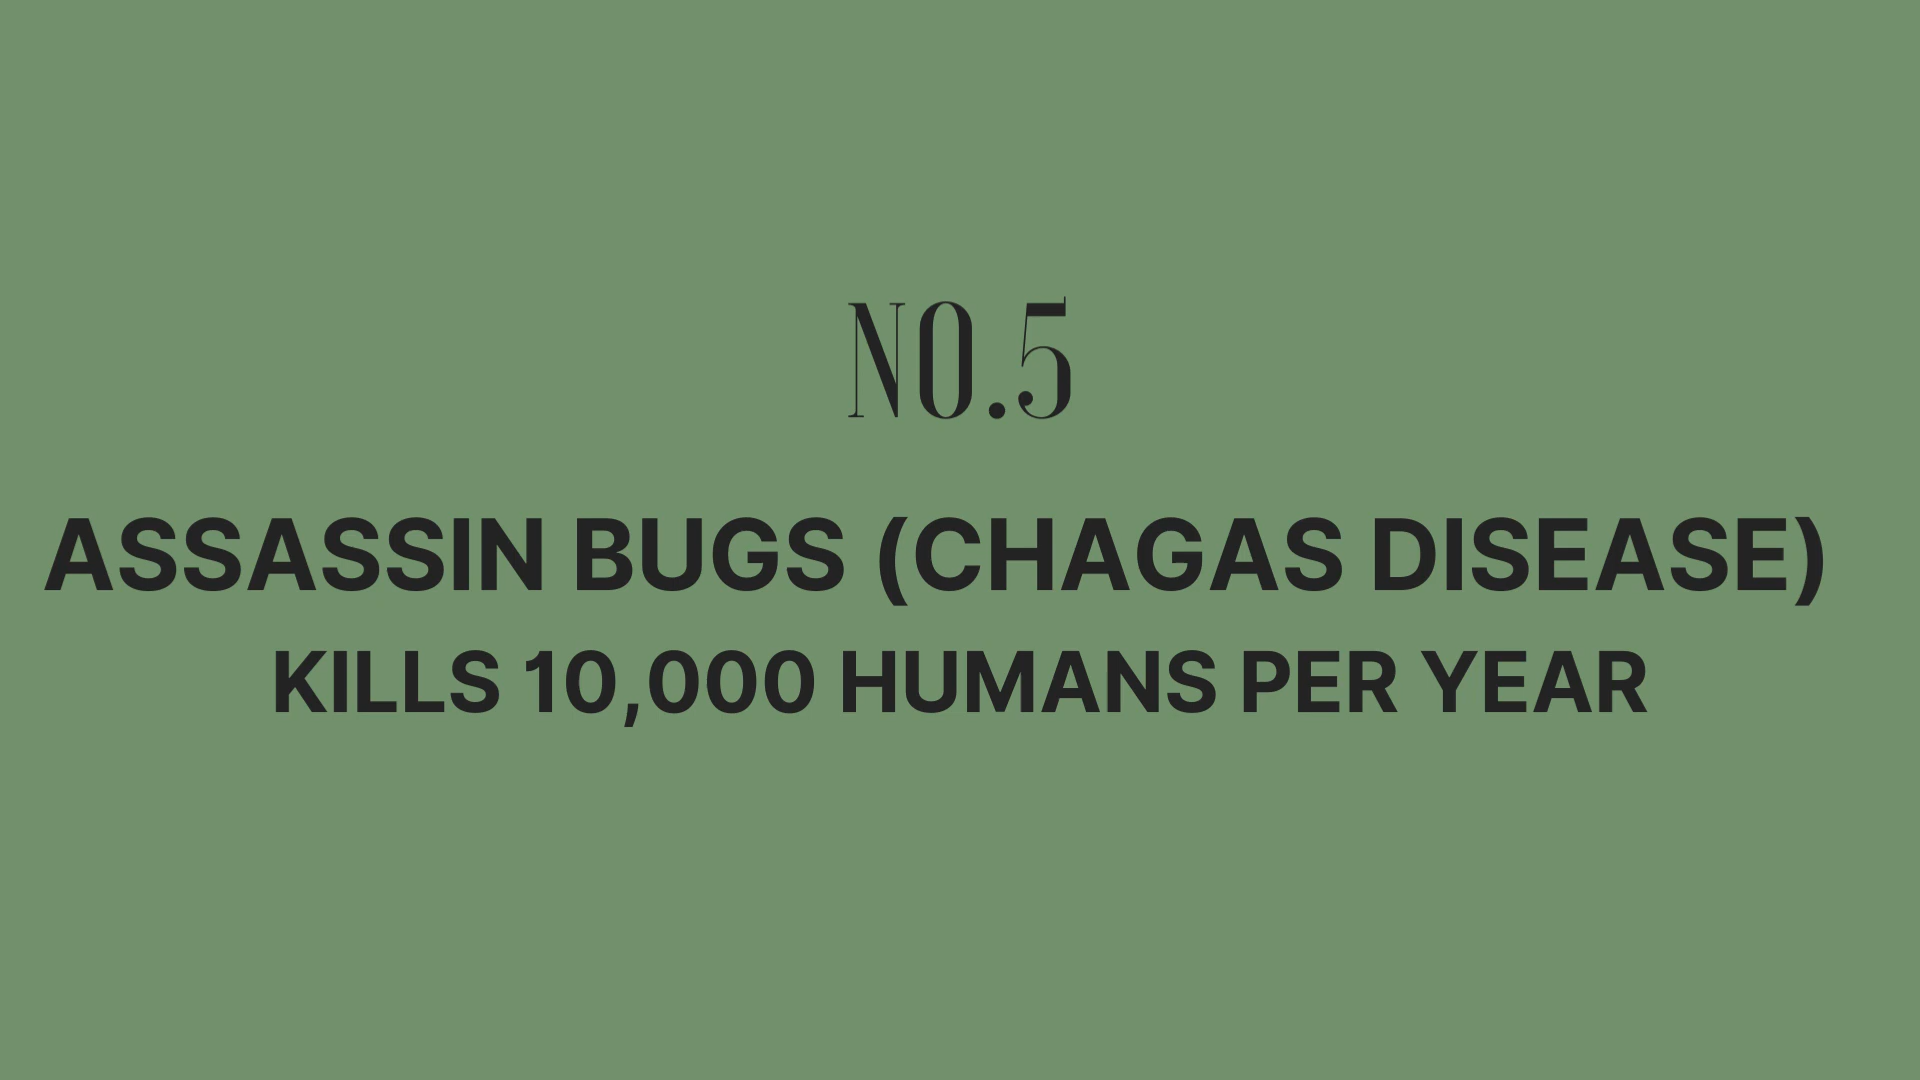 NO.5
ASSASSIN BUGS (CHAGAS DISEASE)
KILLS 10,000 HUMANS PER YEAR